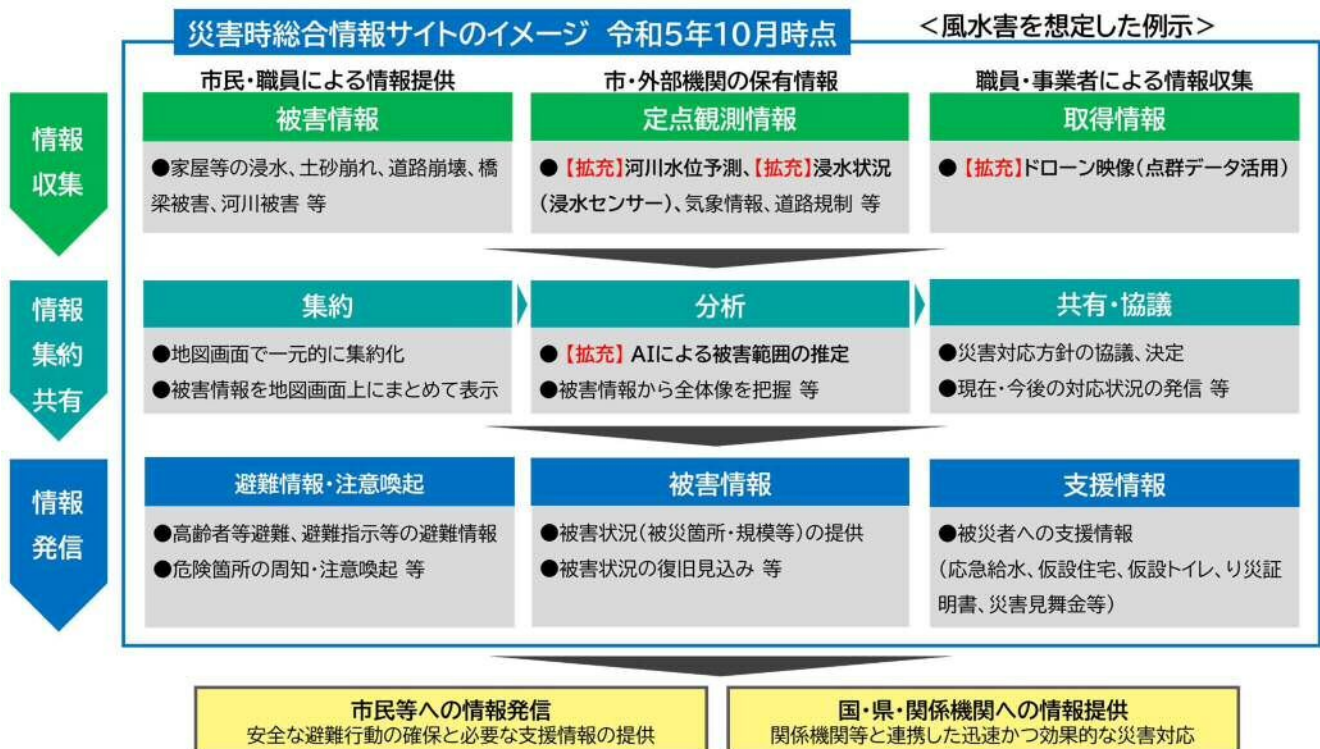 災害時総合情報サイトのイメージ 令和5年10月時点
＜風水害を想定した例示＞
市民・職員による情報提供
市・外部機関の保有情報
職員・事業者による情報収集
情報
収集
被害情報
●家屋等の浸水、土砂崩れ、道路崩壊、橋
梁被害、河川被害 等
定点観測情報
●【拡充】河川水位予測、【拡充】浸水状況
(浸水センサー)、気象情報、道路規制 等
取得情報
●【拡充】ドローン映像(点群データ活用)
情報
集約
共有
集約
●地図画面で一元的に集約化
●被害情報を地図画面上にまとめて表示
分析
●【拡充】AIによる被害範囲の推定
●被害情報から全体像を把握 等
共有・協議
●災害対応方針の協議、決定
●現在・今後の対応状況の発信 等
情報
発信
避難情報・注意喚起
●高齢者等避難、避難指示等の避難情報
●危険箇所の周知・注意喚起 等
被害情報
●被害状況(被災箇所・規模等)の提供
●被害状況の復旧見込み 等
支援情報
●被災者への支援情報
(応急給水、仮設住宅、仮設トイレ、り災証
明書、災害見舞金等)
市民等への情報発信
安全な避難行動の確保と必要な支援情報の提供
国・県・関係機関への情報提供
関係機関等と連携した迅速かつ効果的な災害対応